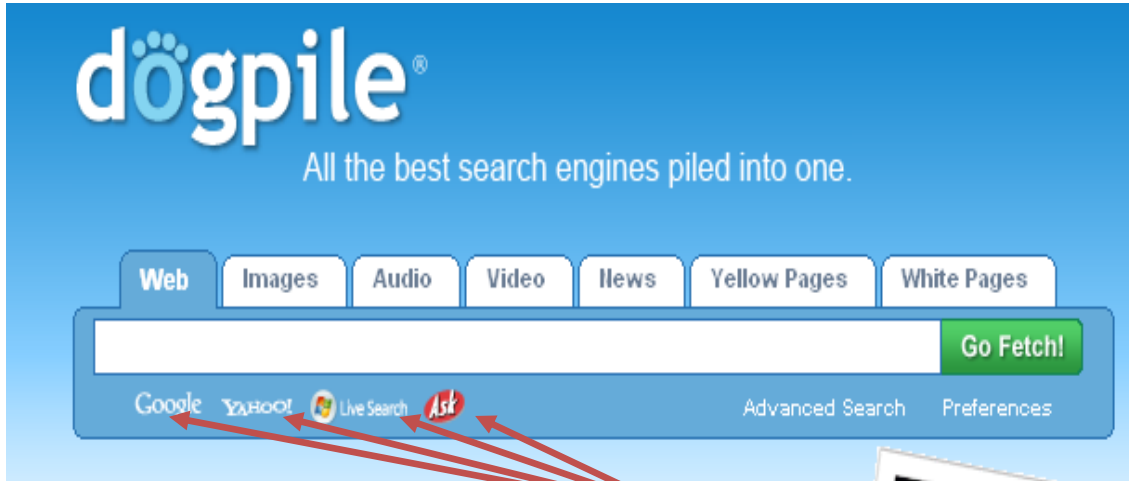 dogpile®
All the best search engines piled into one.
Web Images Audio Video News Yellow Pages White Pages
Go Fetch!
Google YAHOO! Live Search Ask Advanced Search Preferences